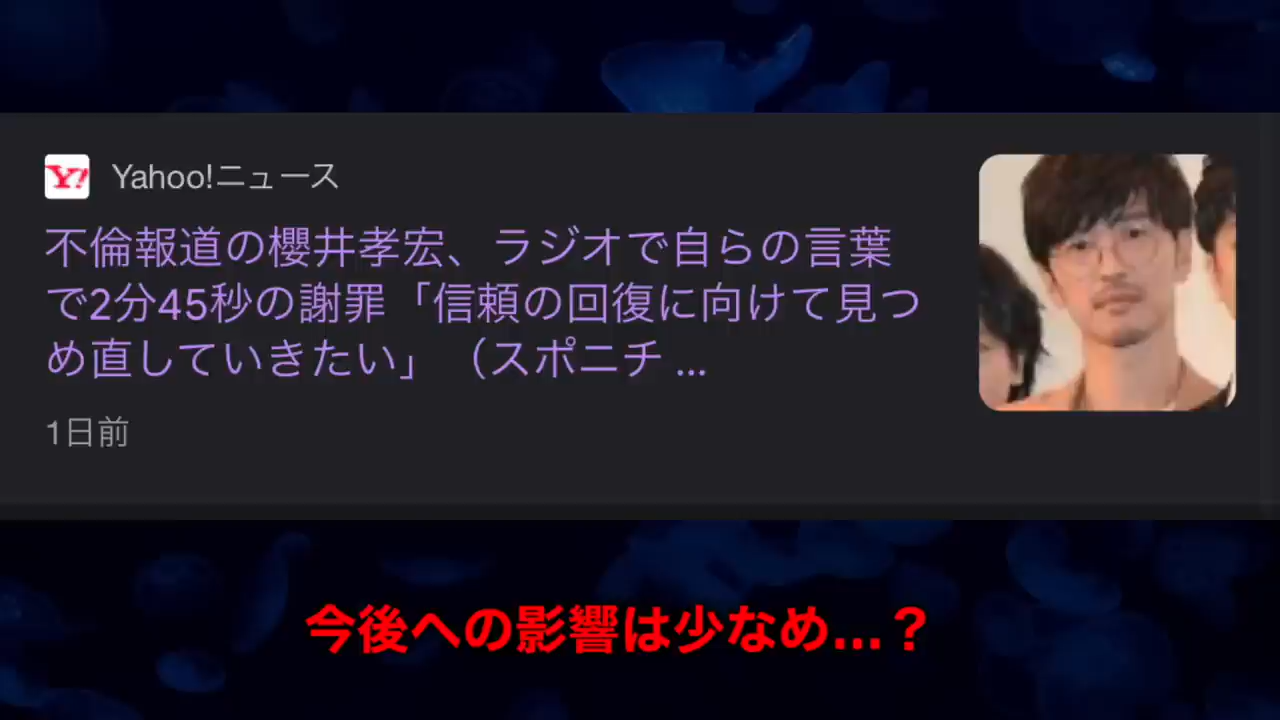 Yahoo!ニュース
不倫報道の櫻井孝宏、ラジオで自らの言葉
で2分45秒の謝罪「信頼の回復に向けて見つ
め直していきたい」（スポニチ ...
1日前
今後への影響は少なめ…？